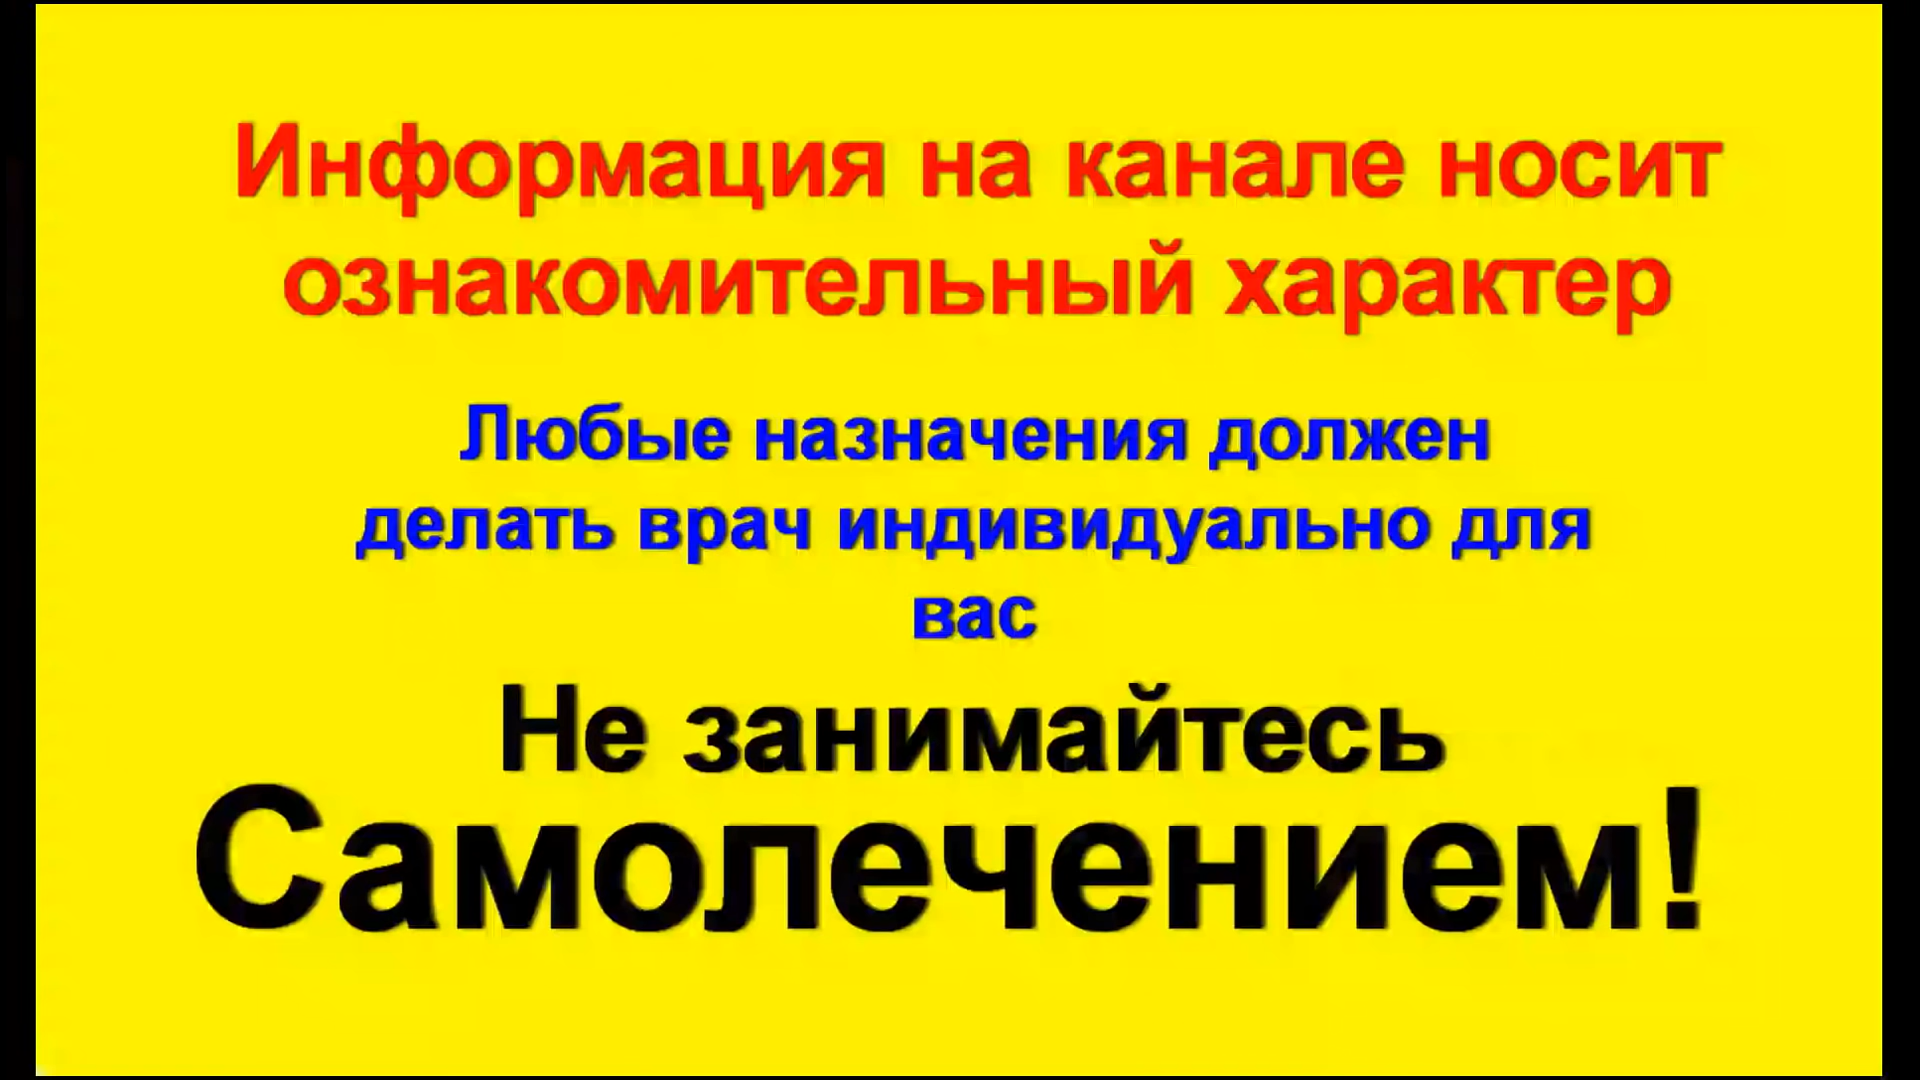 Информация на канале носит
ознакомительный характер
Любые назначения должен
делать врач индивидуально для
вас
Не занимайтесь
Самолечением!